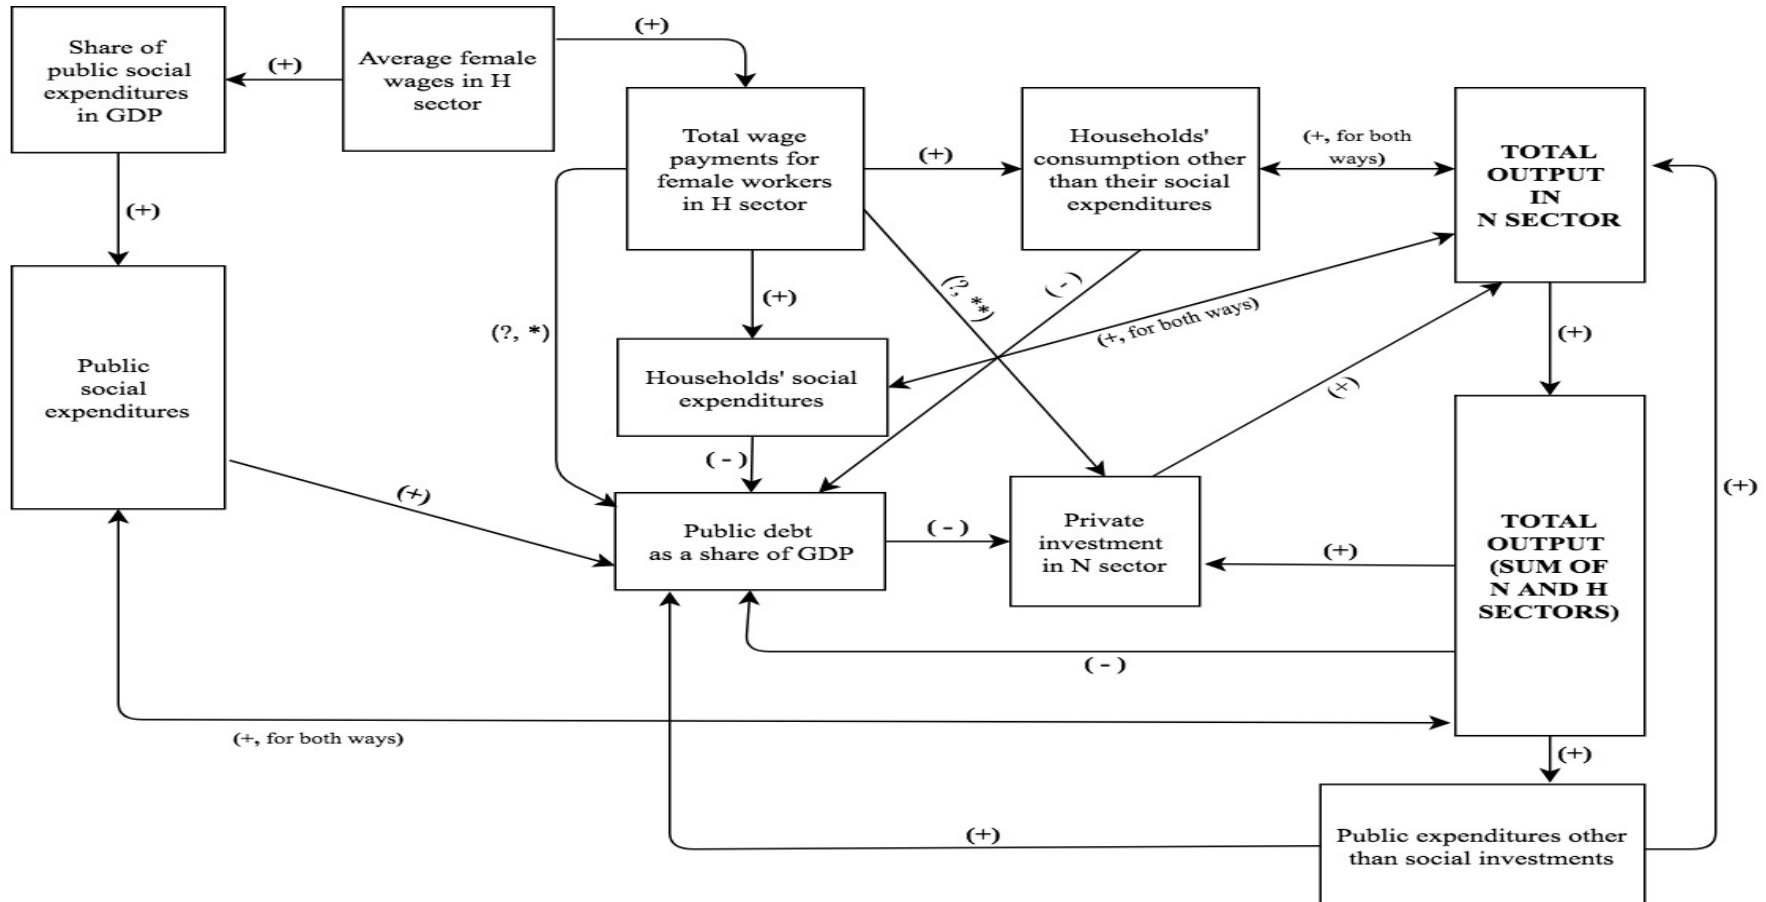 Share of
public social
expenditures
in GDP
(+)
Average female
wages in H
sector
(+)
Total wage
payments for
female workers
in H sector
(+)
Households'
consumption other
than their social
expenditures
(+, for both
ways)
TOTAL
OUTPUT
IN
N SECTOR
(+)
(+)
(?, *)
(?, **)
( - )
(+, for both ways)
(+)
Public
social
expenditures
Households' social
expenditures
(+)
( - )
(+)
Public debt
as a share of GDP
( - )
Private
investment
in N sector
(+)
TOTAL
OUTPUT
(SUM OF
N AND H
SECTORS)
(+)
( - )
(+, for both ways)
(+)
(+)
Public expenditures other
than social investments